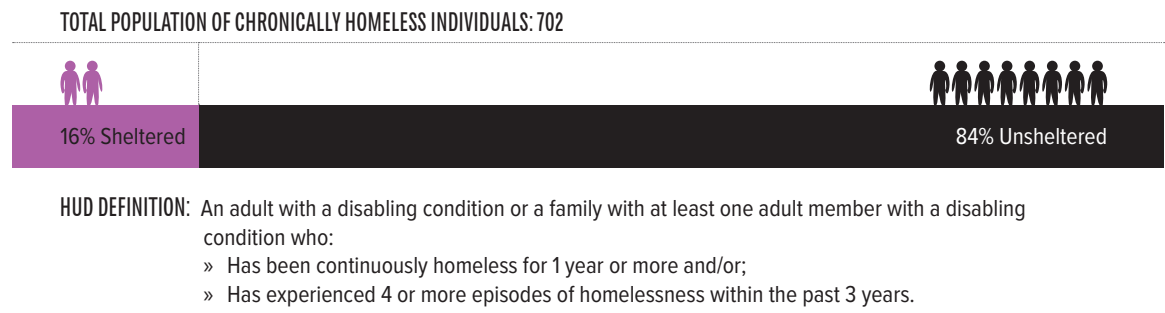 TOTAL POPULATION OF CHRONICALLY HOMELESS INDIVIDUALS: 702
16% Sheltered
84% Unsheltered
HUD DEFINITION: An adult with a disabling condition or a family with at least one adult member with a disabling
condition who:
» Has been continuously homeless for 1 year or more and/or;
» Has experienced 4 or more episodes of homelessness within the past 3 years.